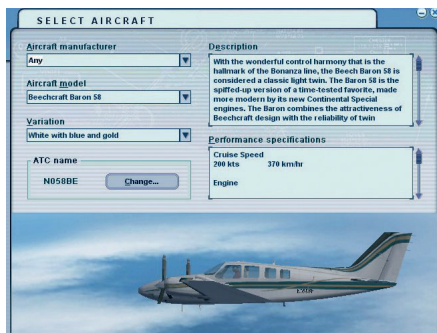 SELECT AIRCRAFT
Aircraft manufacturer
Any
Aircraft model
Beechcraft Baron 58
Variation
White with blue and gold
ATC name
N058BE
Change...
Description
With the wonderful control harmony that is the
hallmark of the Bonanza line, the Beech Baron 58 is
considered a classic light twin. The Baron 58 is the
spiffed-up version of a time-tested favorite, made
more modern by its new Continental Special
engines. The Baron combines the attractiveness of
Beechcraft design with the reliability of twin
Performance specifications
Cruise Speed
200 kts 370 km/hr
Engine